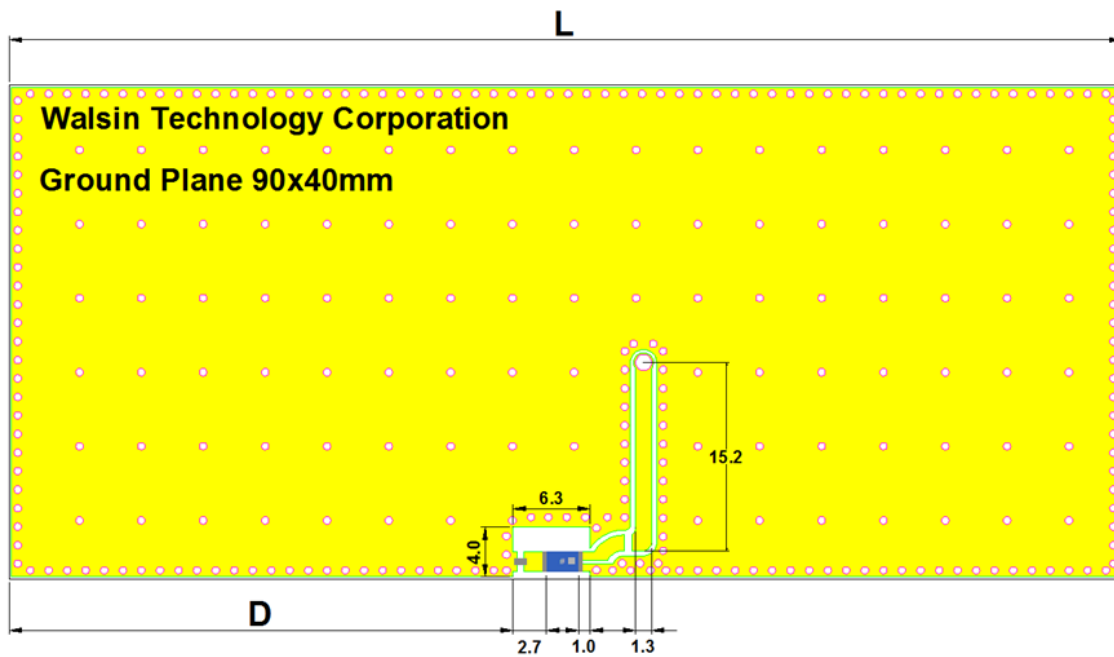 L
Walsin Technology Corporation
Ground Plane 90x40mm
15.2
6.3
4.0
D
2.7 1.0 1.3